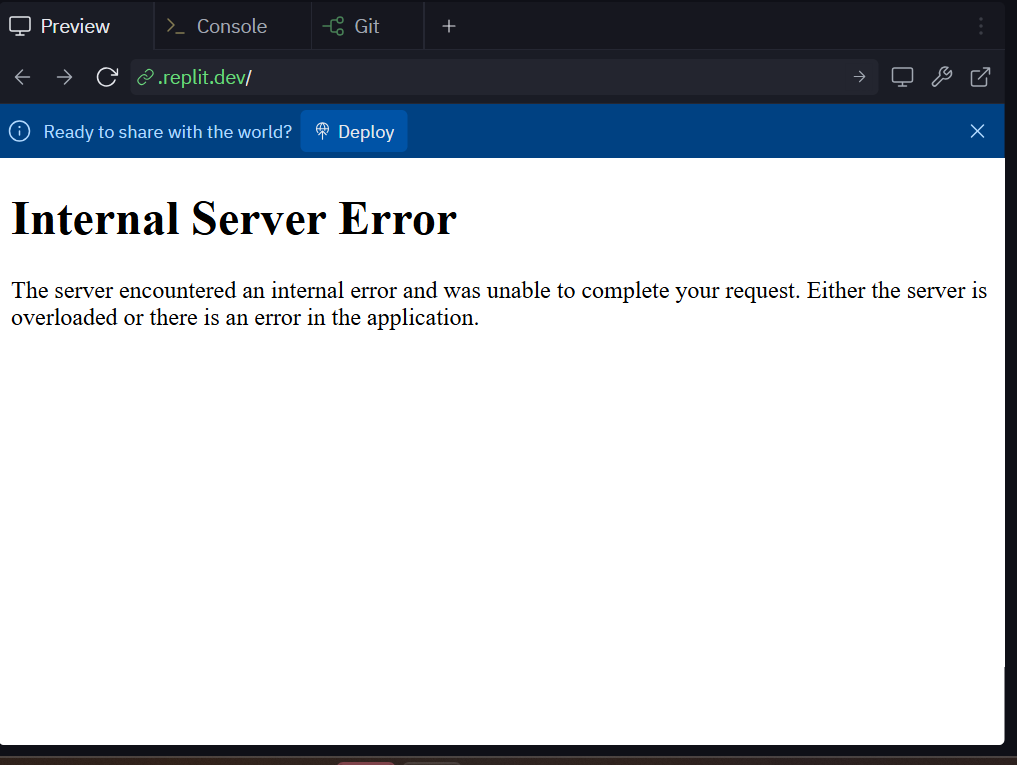 Preview
Console
Git
.replit.dev/
Ready to share with the world?
Deploy
Internal Server Error
The server encountered an internal error and was unable to complete your request. Either the server is
overloaded or there is an error in the application.